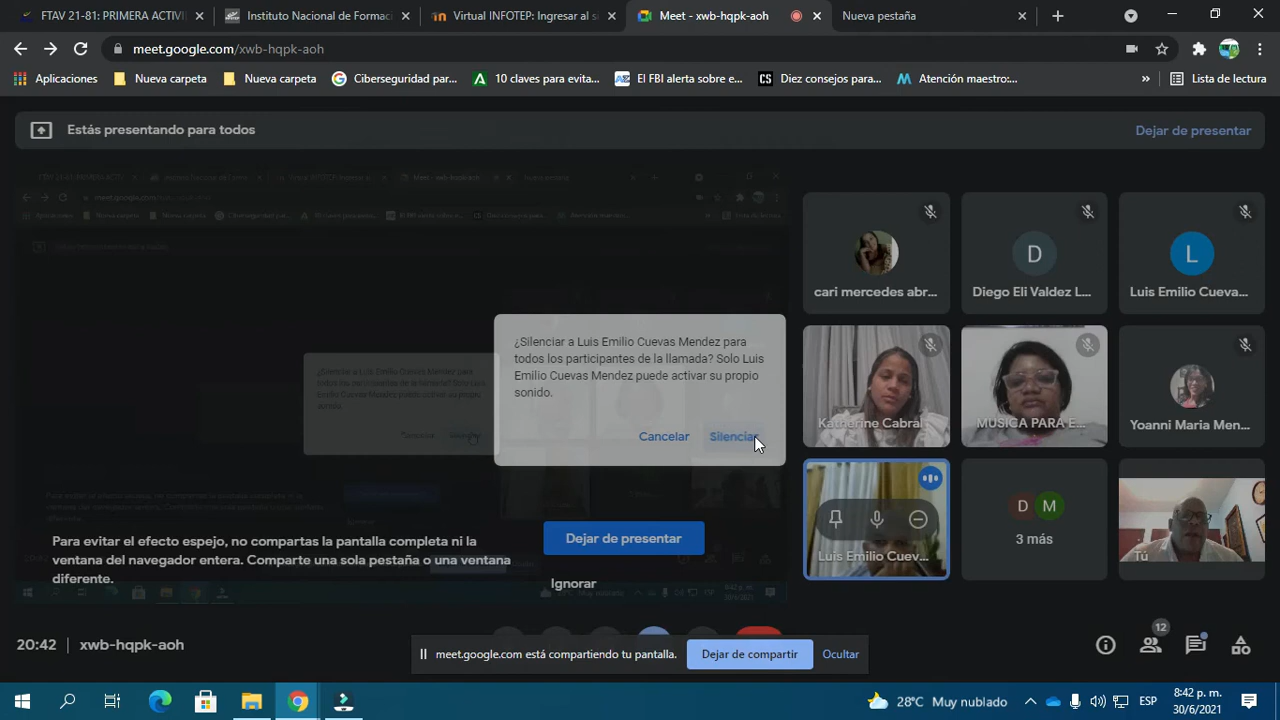 FTAV 21-81: PRIMERA ACTIVI
Instituto Nacional de Formac
Virtual INFOTEP: Ingresar al si
Meet - xwb-hqpk-aoh
Nueva pestaña
meet.google.com/xwb-hqpk-aoh
Aplicaciones
Nueva carpeta
Nueva carpeta
Ciberseguridad par...
10 claves para evita...
El FBI alerta sobre e...
Diez consejos para...
Atención maestro:...
»
Lista de lectura
Estás presentando para todos
Dejar de presentar
cari mercedes abr...
D
Diego Eli Valdez L...
L
Luis Emilio Cueva...
¿Silenciar a Luis Emilio Cuevas Mendez para
todos los participantes de la llamada? Solo Luis
Emilio Cuevas Mendez puede activar su propio
sonido.
Cancelar
Silenciar
Katherine Cabral
MUSICA PARA E...
Yoanni Maria Men...
Luis Emilio Cuev...
D M
3 más
Tú
Para evitar el efecto espejo, no compartas la pantalla completa ni la
ventana del navegador entera. Comparte una sola pestaña o una ventana
diferente.
Dejar de presentar
Ignorar
20:42
xwb-hqpk-aoh
meet.google.com está compartiendo tu pantalla.
Dejar de compartir
Ocultar
12
28°C Muy nublado
ESP
8:42 p. m.
30/6/2021